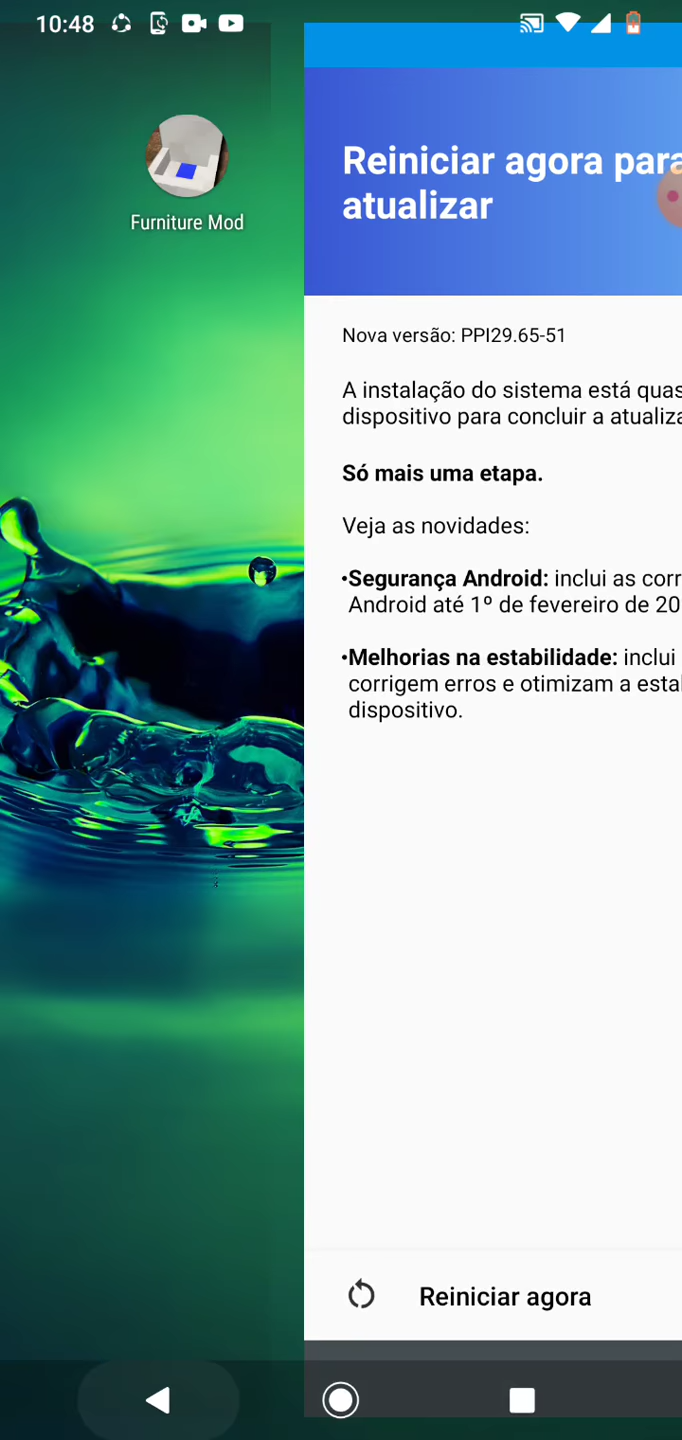 10:48
Furniture Mod
Reiniciar agora para
atualizar
Nova versão: PPI29.65-51
A instalação do sistema está quas
dispositivo para concluir a atualiza
Só mais uma etapa.
Veja as novidades:
•Segurança Android: inclui as corr
Android até 1º de fevereiro de 20
•Melhorias na estabilidade: inclui
corrigem erros e otimizam a estal
dispositivo.
Reiniciar agora